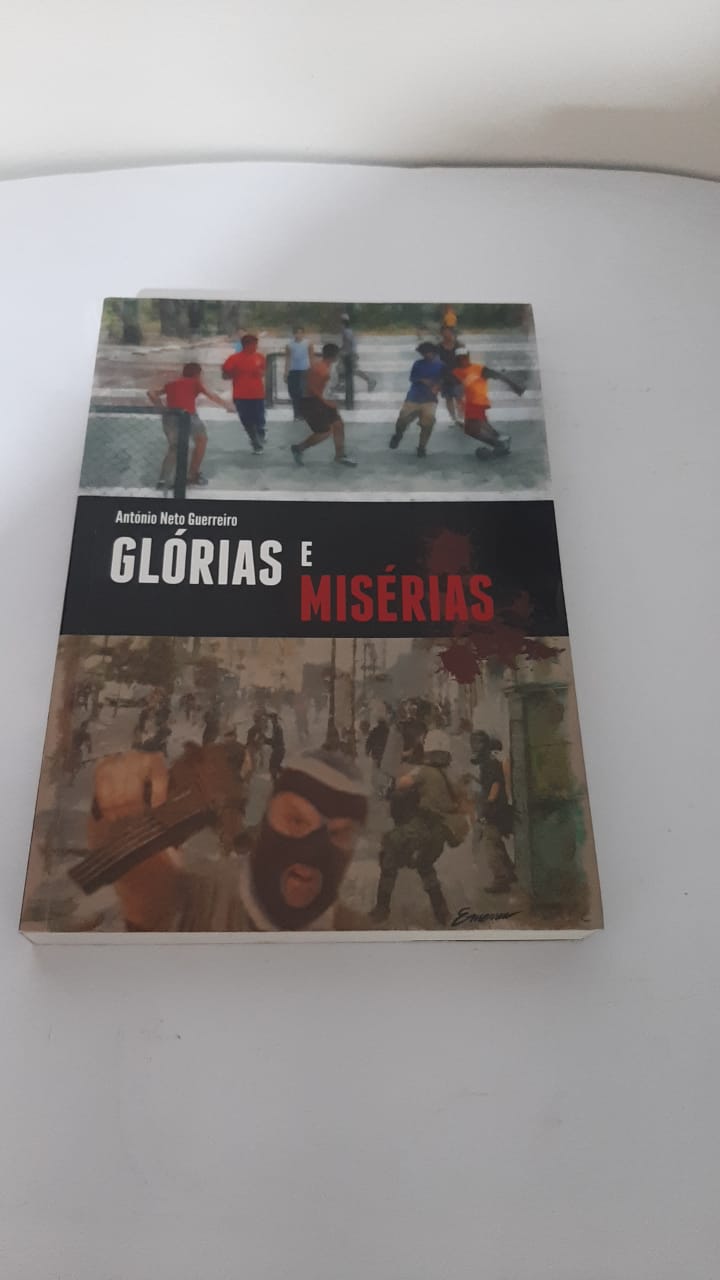 António Neto Guerreiro
GLÓRIAS E
MISÉRIAS